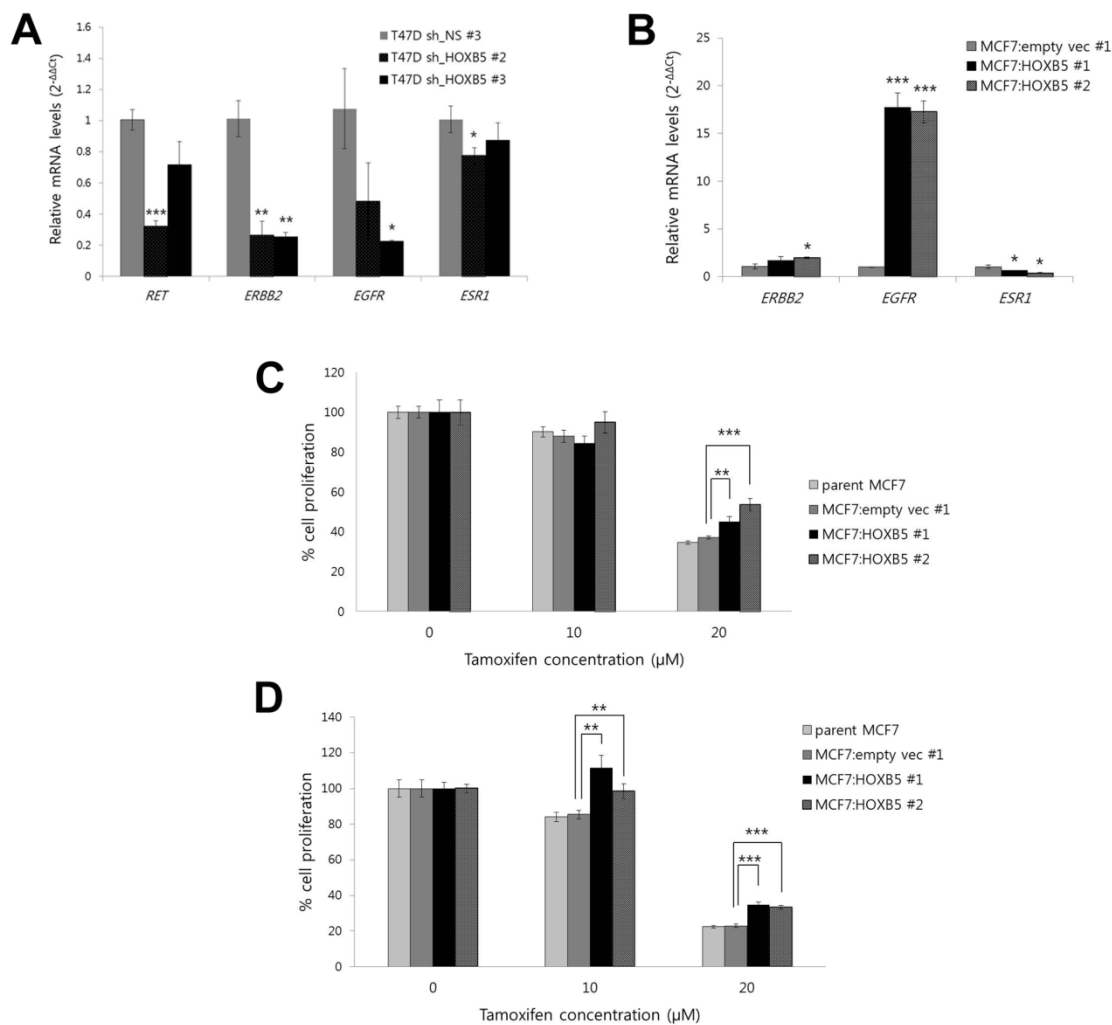 A
T47D sh_NS #3
T47D sh_HOXB5 #2
T47D sh_HOXB5 #3
Relative mRNA levels (2^-ΔΔCt)
1.6
1.4
1.2
1
0.8
0.6
0.4
0.2
0
***
**
**
*
*
RET
ERBB2
EGFR
ESR1
B
MCF7:empty vec #1
MCF7:HOXB5 #1
MCF7:HOXB5 #2
Relative mRNA levels (2^-ΔΔCt)
25
20
15
10
5
0
*
***
***
*
*
ERBB2
EGFR
ESR1
C
% cell proliferation
120
100
80
60
40
20
0
***
**
parent MCF7
MCF7:empty vec #1
MCF7:HOXB5 #1
MCF7:HOXB5 #2
0
10
20
Tamoxifen concentration (μM)
D
% cell proliferation
140
120
100
80
60
40
20
0
**
**
***
***
parent MCF7
MCF7:empty vec #1
MCF7:HOXB5 #1
MCF7:HOXB5 #2
0
10
20
Tamoxifen concentration (μM)